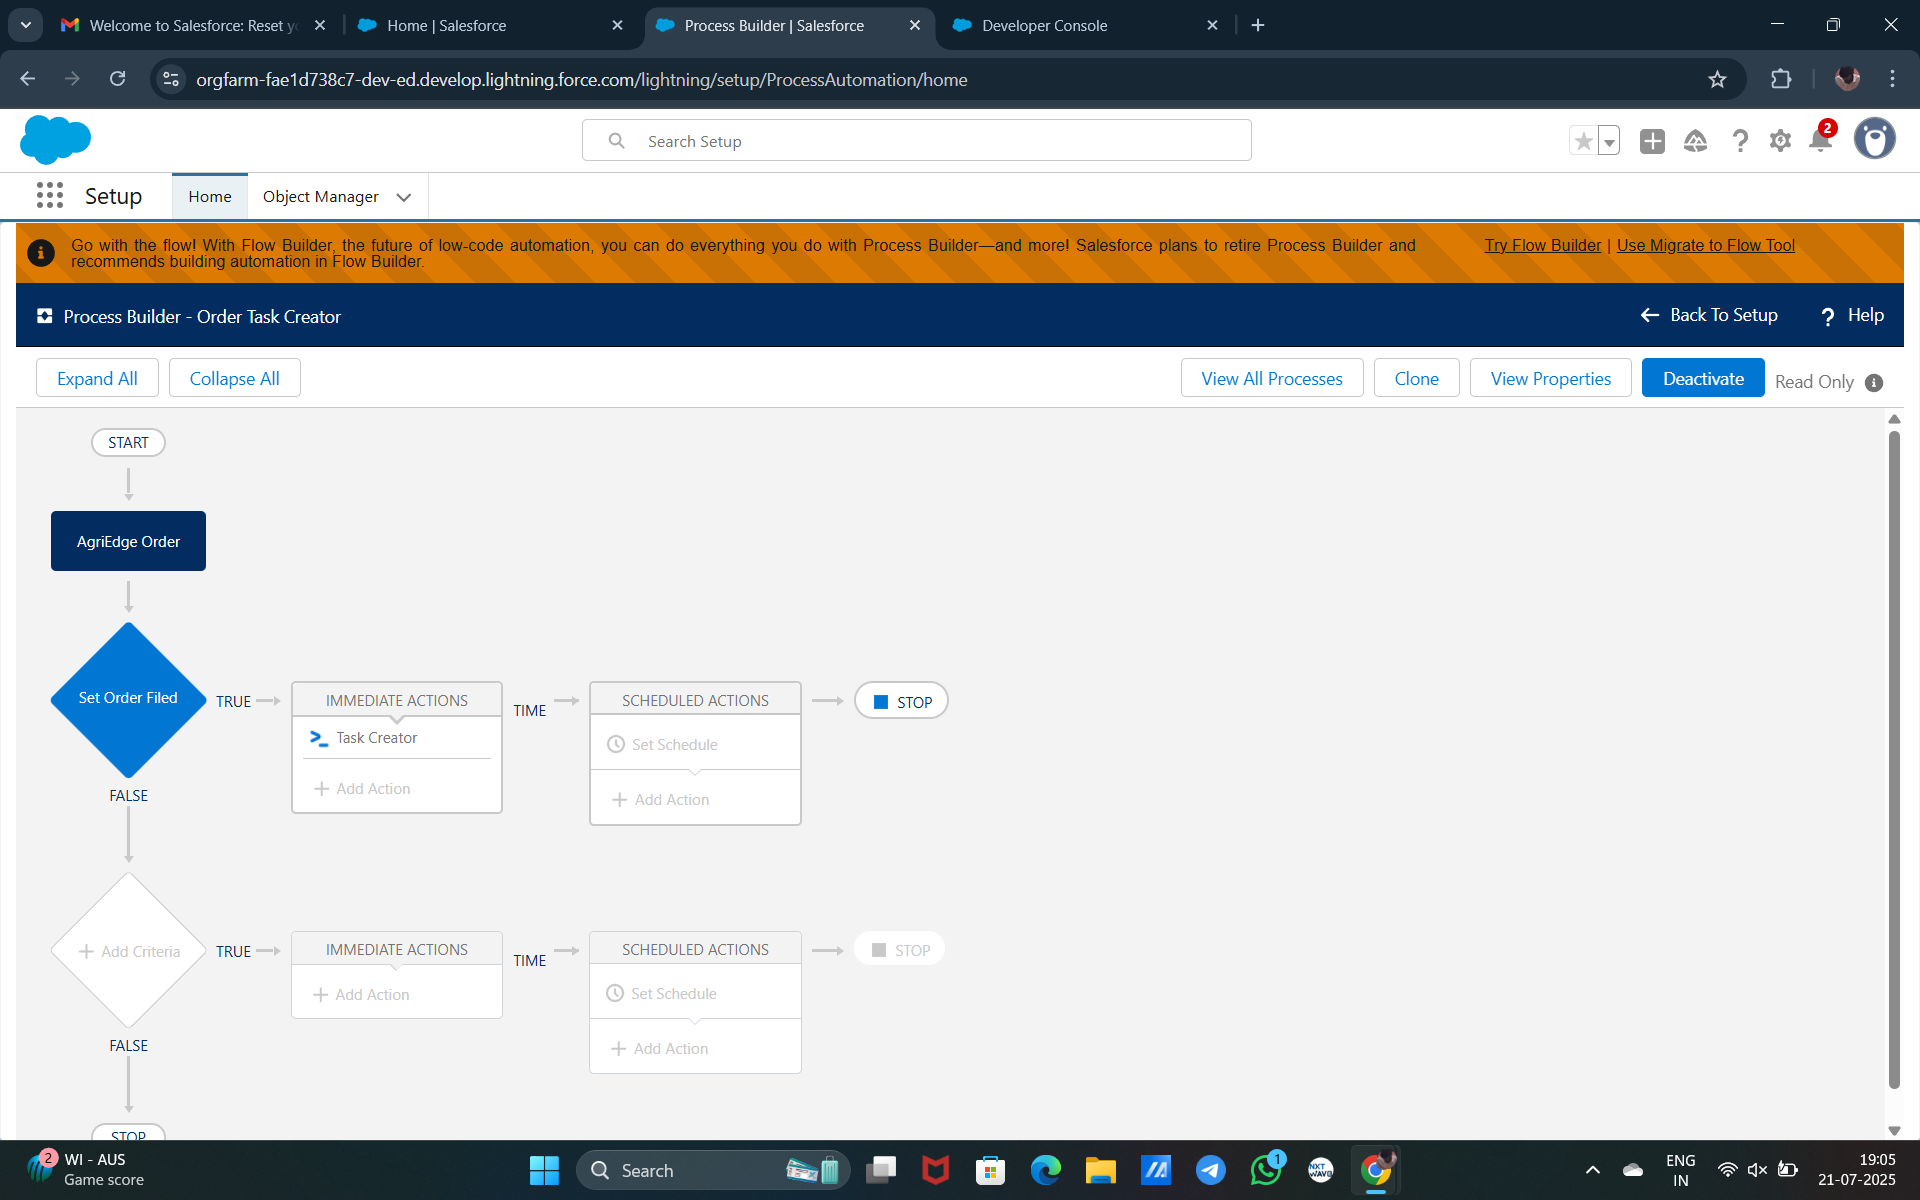 Welcome to Salesforce: Reset yo
Home | Salesforce
Process Builder | Salesforce
Developer Console
orgfarm-fae1d738c7-dev-ed.develop.lightning.force.com/lightning/setup/ProcessAutomation/home
Search Setup
2
Setup
Home
Object Manager
Go with the flow! With Flow Builder, the future of low-code automation, you can do everything you do with Process Builder—and more! Salesforce plans to retire Process Builder and
recommends building automation in Flow Builder.
Try Flow Builder | Use Migrate to Flow Tool
Process Builder - Order Task Creator
Back To Setup
? Help
Expand All
Collapse All
View All Processes
Clone
View Properties
Deactivate
Read Only
START
AgriEdge Order
Set Order Filed
TRUE
IMMEDIATE ACTIONS
Task Creator
+ Add Action
TIME
SCHEDULED ACTIONS
Set Schedule
+ Add Action
STOP
FALSE
+ Add Criteria
TRUE
IMMEDIATE ACTIONS
+ Add Action
TIME
SCHEDULED ACTIONS
Set Schedule
+ Add Action
STOP
FALSE
STOP
2
WI - AUS
Game score
Search
1
NXT
WAVE
ENG
IN
19:05
21-07-2025